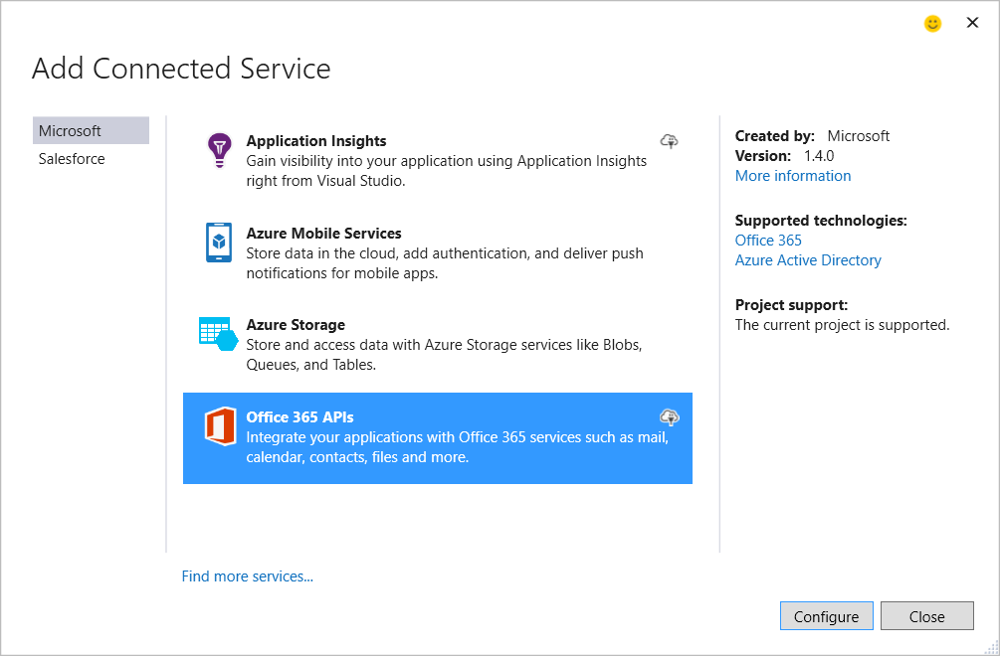 Add Connected Service
Microsoft
Salesforce
Application Insights
Gain visibility into your application using Application Insights
right from Visual Studio.
Azure Mobile Services
Store data in the cloud, add authentication, and deliver push
notifications for mobile apps.
Azure Storage
Store and access data with Azure Storage services like Blobs,
Queues, and Tables.
Office 365 APIs
Integrate your applications with Office 365 services such as mail,
calendar, contacts, files and more.
Find more services...
Created by: Microsoft
Version: 1.4.0
More information
Supported technologies:
Office 365
Azure Active Directory
Project support:
The current project is supported.
Configure
Close